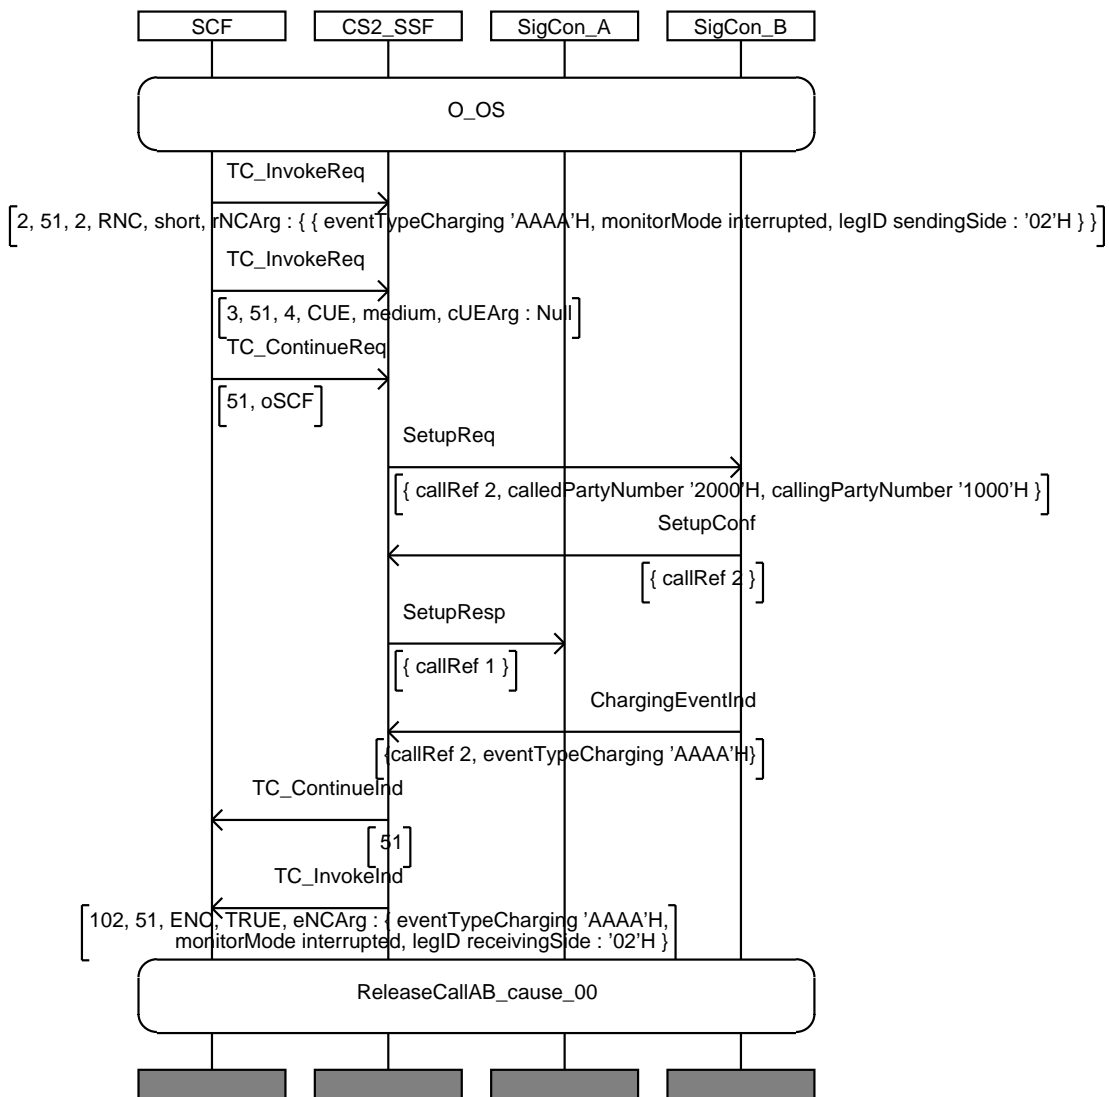 SCF CS2_SSF SigCon_A SigCon_B
O_OS
TC_InvokeReq
2, 51, 2, RNC, short, rNCArg : { { eventTypeCharging ’AAAA’H, monitorMode interrupted, legID sendingSide : ’02’H } }
TC_InvokeReq
3, 51, 4, CUE, medium, cUEArg : Null
TC_ContinueReq
51, oSCF
SetupReq
{ callRef 2, calledPartyNumber ’2000’H, callingPartyNumber ’1000’H }
SetupConf
{ callRef 2 }
SetupResp
{ callRef 1 }
ChargingEventInd
{callRef 2, eventTypeCharging ’AAAA’H}
TC_ContinueInd
51
TC_InvokeInd
102, 51, ENC, TRUE, eNCArg : { eventTypeCharging ’AAAA’H,
monitorMode interrupted, legID receivingSide : ’02’H }
ReleaseCallAB_cause_00